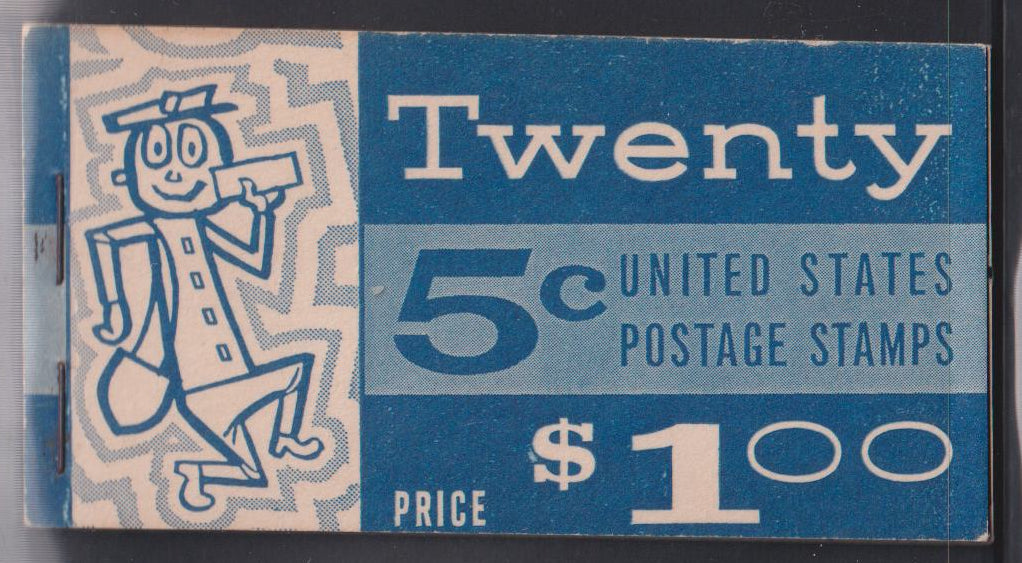 Twenty
5c UNITED STATES
POSTAGE STAMPS
PRICE $1.00